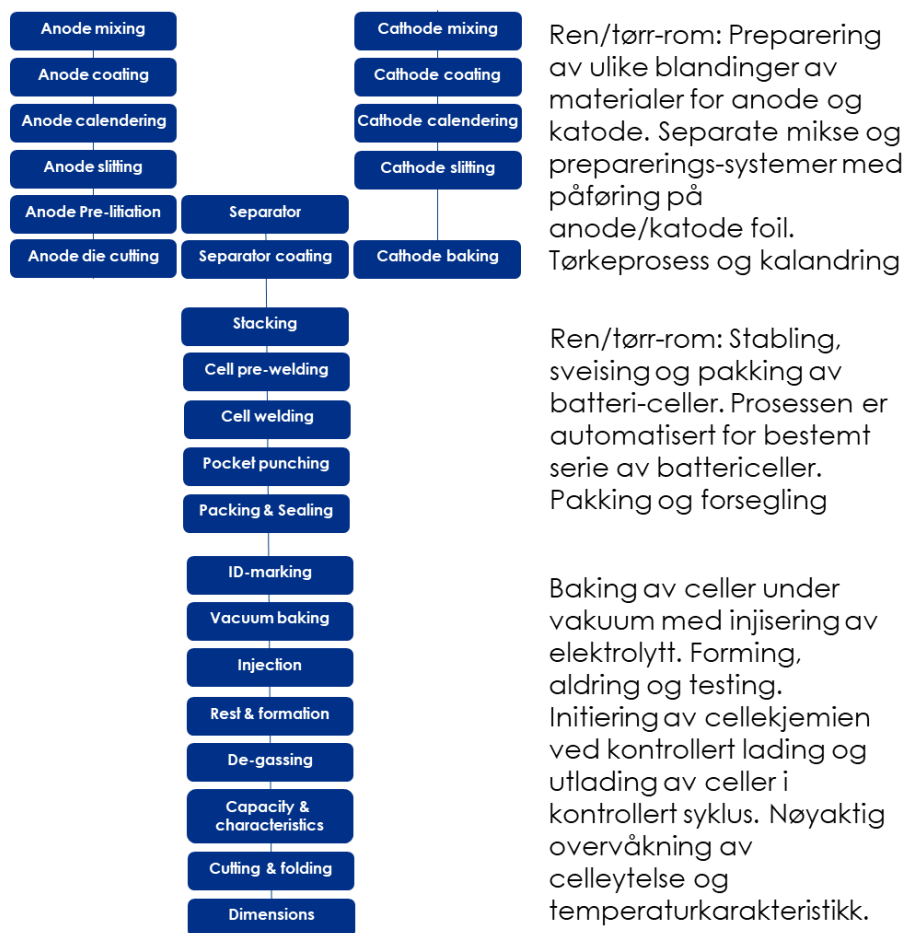 Anode mixing
Anode coating
Anode calendering
Anode slitting
Anode Pre-litiation
Anode die cutting
Separator
Separator coating
Cathode mixing
Cathode coating
Cathode calendering
Cathode slitting
Cathode baking
Ren/tørr-rom: Preparering
av ulike blandinger av
materialer for anode og
katode. Separate mikse og
preparerings-systemer med
påføring på
anode/katode foil.
Tørkeprosess og kalandring
Stacking
Cell pre-welding
Cell welding
Pocket punching
Packing & Sealing
Ren/tørr-rom: Stabling,
sveising og pakking av
batteri-celler. Prosessen er
automatisert for bestemt
serie av battericeller.
Pakking og forsegling
ID-marking
Vacuum baking
Injection
Rest & formation
De-gassing
Capacity &
characteristics
Cutting & folding
Dimensions
Baking av celler under
vakuum med injisering av
elektrolytt. Forming,
aldring og testing.
Initiering av cellekjemien
ved kontrollert lading og
utlading av celler i
kontrollert syklus. Nøyaktig
overvåkning av
celleytelse og
temperaturkarakteristikk.